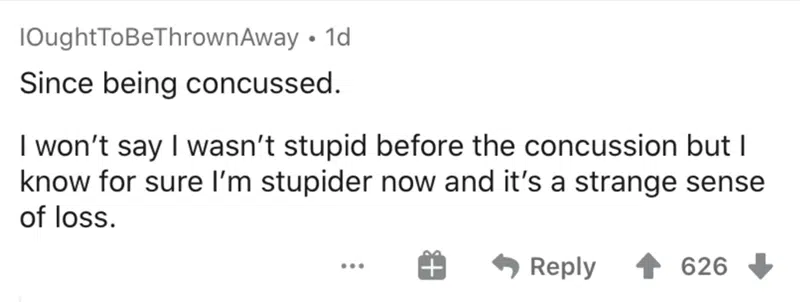 IOughtToBeThrownAway • 1d
Since being concussed.
I won't say I wasn't stupid before the concussion but I
know for sure I'm stupider now and it's a strange sense
of loss.
... Reply 626